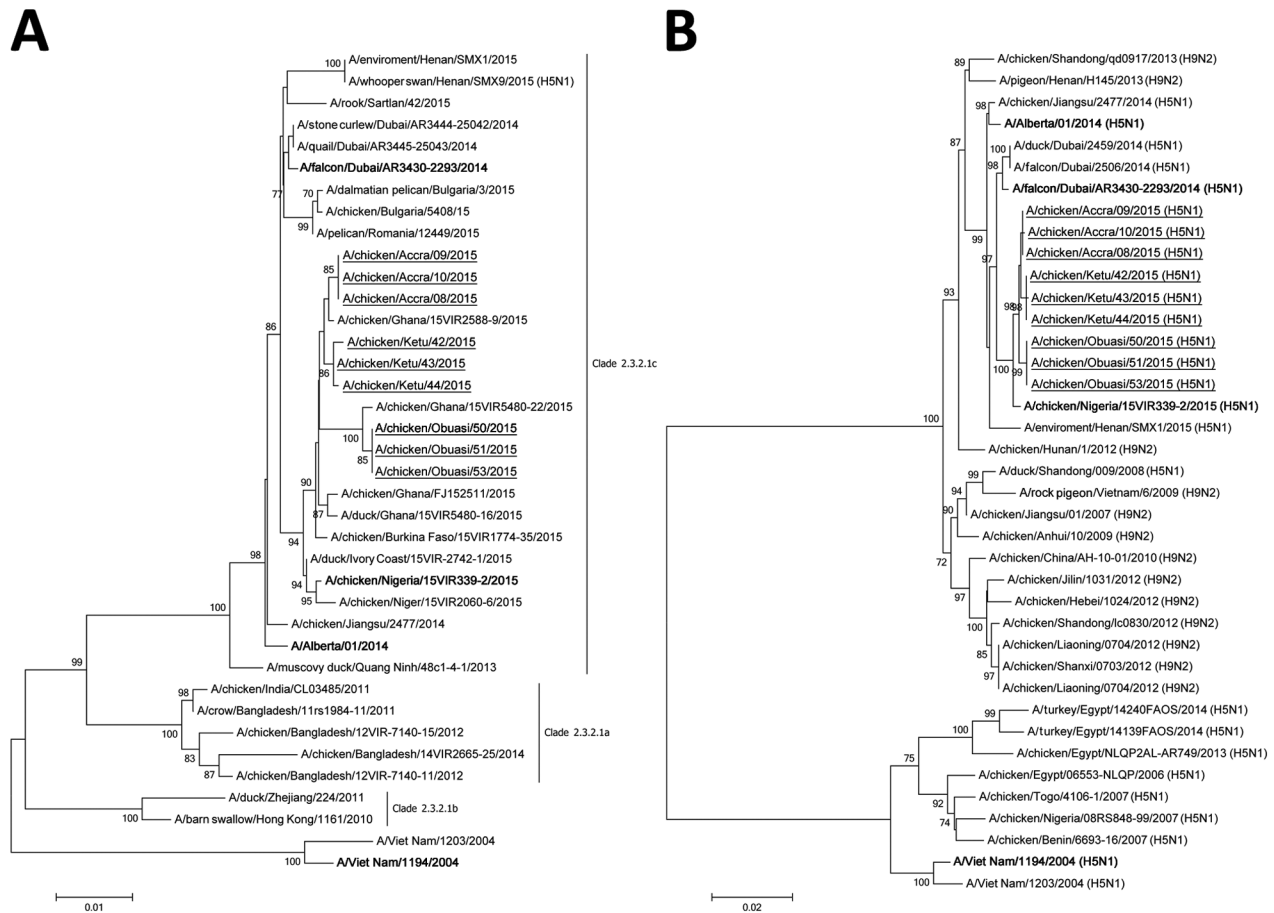 A
100
A/enviroment/Henan/SMX1/2015
A/whooper swan/Henan/SMX9/2015 (H5N1)
A/rook/Sartlan/42/2015
A/stone curlew/Dubai/AR3444-25042/2014
A/quail/Dubai/AR3445-25043/2014
A/falcon/Dubai/AR3430-2293/2014
77
70
A/dalmatian pelican/Bulgaria/3/2015
A/chicken/Bulgaria/5408/15
99
A/pelican/Romania/12449/2015
A/chicken/Accra/09/2015
85
A/chicken/Accra/10/2015
A/chicken/Accra/08/2015
A/chicken/Ghana/15VIR2588-9/2015
86
A/chicken/Ketu/42/2015
A/chicken/Ketu/43/2015
Clade 2.3.2.1c
86
A/chicken/Ketu/44/2015
A/chicken/Ghana/15VIR5480-22/2015
A/chicken/Obuasi/50/2015
100
A/chicken/Obuasi/51/2015
85
A/chicken/Obuasi/53/2015
90
A/chicken/Ghana/FJ152511/2015
87
A/duck/Ghana/15VIR5480-16/2015
A/chicken/Burkina Faso/15VIR1774-35/2015
94
A/duck/Ivory Coast/15VIR-2742-1/2015
98
94
A/chicken/Nigeria/15VIR339-2/2015
95
A/chicken/Niger/15VIR2060-6/2015
100
A/chicken/Jiangsu/2477/2014
A/Alberta/01/2014
99
A/muscovy duck/Quang Ninh/48c1-4-1/2013
98
A/chicken/India/CL03485/2011
A/crow/Bangladesh/11rs1984-11/2011
100
A/chicken/Bangladesh/12VIR-7140-15/2012
Clade 2.3.2.1a
83
A/chicken/Bangladesh/14VIR2665-25/2014
87
A/chicken/Bangladesh/12VIR-7140-11/2012
A/duck/Zhejiang/224/2011
Clade 2.3.2.1b
100
A/barn swallow/Hong Kong/1161/2010
A/Viet Nam/1203/2004
100
A/Viet Nam/1194/2004
0.01
B
89
A/chicken/Shandong/qd0917/2013 (H9N2)
A/pigeon/Henan/H145/2013 (H9N2)
98
A/chicken/Jiangsu/2477/2014 (H5N1)
A/Alberta/01/2014 (H5N1)
87
100
A/duck/Dubai/2459/2014 (H5N1)
98
A/falcon/Dubai/2506/2014 (H5N1)
A/falcon/Dubai/AR3430-2293/2014 (H5N1)
A/chicken/Accra/09/2015 (H5N1)
99
A/chicken/Accra/10/2015 (H5N1)
97
A/chicken/Accra/08/2015 (H5N1)
A/chicken/Ketu/42/2015 (H5N1)
93
A/chicken/Ketu/43/2015 (H5N1)
98
98
A/chicken/Ketu/44/2015 (H5N1)
A/chicken/Obuasi/50/2015 (H5N1)
100
99
A/chicken/Obuasi/51/2015 (H5N1)
A/chicken/Obuasi/53/2015 (H5N1)
A/chicken/Nigeria/15VIR339-2/2015 (H5N1)
100
A/enviroment/Henan/SMX1/2015 (H5N1)
A/chicken/Hunan/1/2012 (H9N2)
99
A/duck/Shandong/009/2008 (H5N1)
94
A/rock pigeon/Vietnam/6/2009 (H9N2)
90
A/chicken/Jiangsu/01/2007 (H9N2)
A/chicken/Anhui/10/2009 (H9N2)
72
A/chicken/China/AH-10-01/2010 (H9N2)
97
A/chicken/Jilin/1031/2012 (H9N2)
A/chicken/Hebei/1024/2012 (H9N2)
100
A/chicken/Shandong/lc0830/2012 (H9N2)
85
A/chicken/Liaoning/0704/2012 (H9N2)
97
A/chicken/Shanxi/0703/2012 (H9N2)
A/chicken/Liaoning/0704/2012 (H9N2)
99
A/turkey/Egypt/14240FAOS/2014 (H5N1)
100
A/turkey/Egypt/14139FAOS/2014 (H5N1)
A/chicken/Egypt/NLQP2AL-AR749/2013 (H5N1)
75
A/chicken/Egypt/06553-NLQP/2006 (H5N1)
92
A/chicken/Togo/4106-1/2007 (H5N1)
74
A/chicken/Nigeria/08RS848-99/2007 (H5N1)
A/chicken/Benin/6693-16/2007 (H5N1)
A/Viet Nam/1194/2004 (H5N1)
100
A/Viet Nam/1203/2004 (H5N1)
0.02